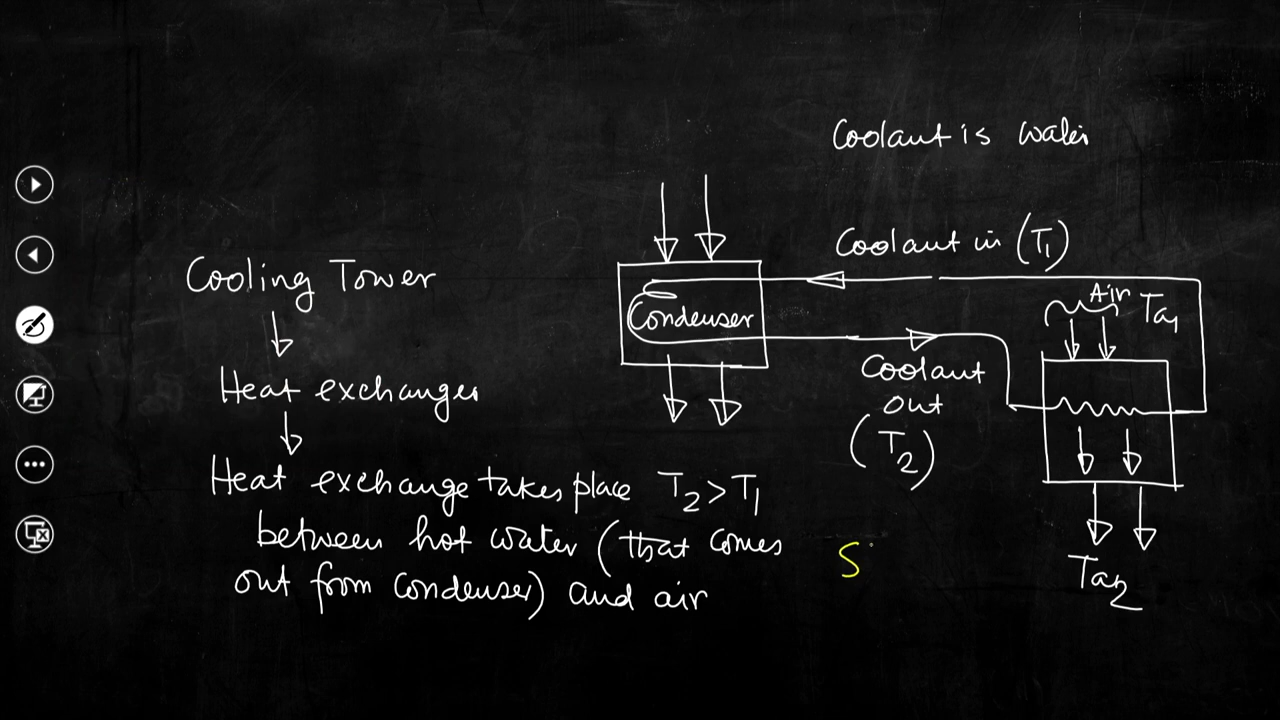 Coolant is water
Coolant in (T1)
Cooling Tower
Air Ta1
Condenser
Coolant
out
(T2)
Heat exchanger
Heat exchange takes place T2>T1
between hot water (that comes
out from condenser) and air
S
Ta2